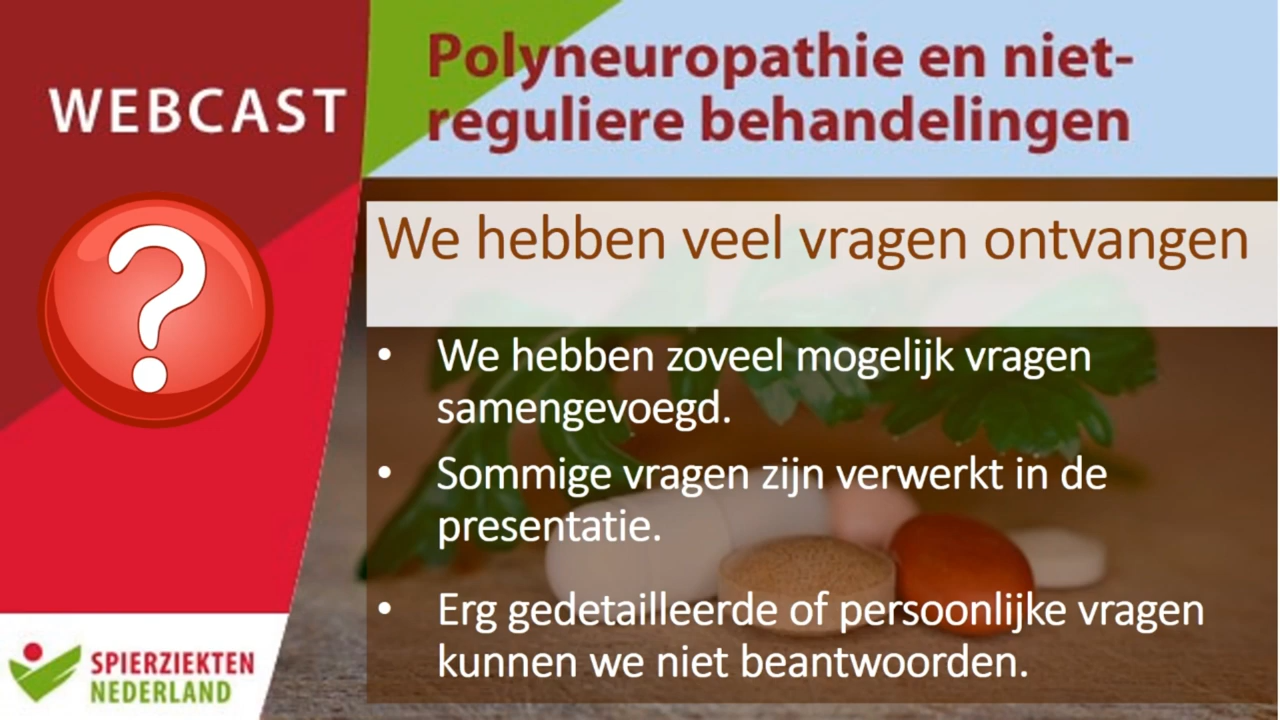 WEBCAST
Polyneuropathie en niet-
reguliere behandelingen
?
We hebben veel vragen ontvangen
• We hebben zoveel mogelijk vragen
samengevoegd.
• Sommige vragen zijn verwerkt in de
presentatie.
• Erg gedetailleerde of persoonlijke vragen
kunnen we niet beantwoorden.
SPIERZIEKTEN
NEDERLAND